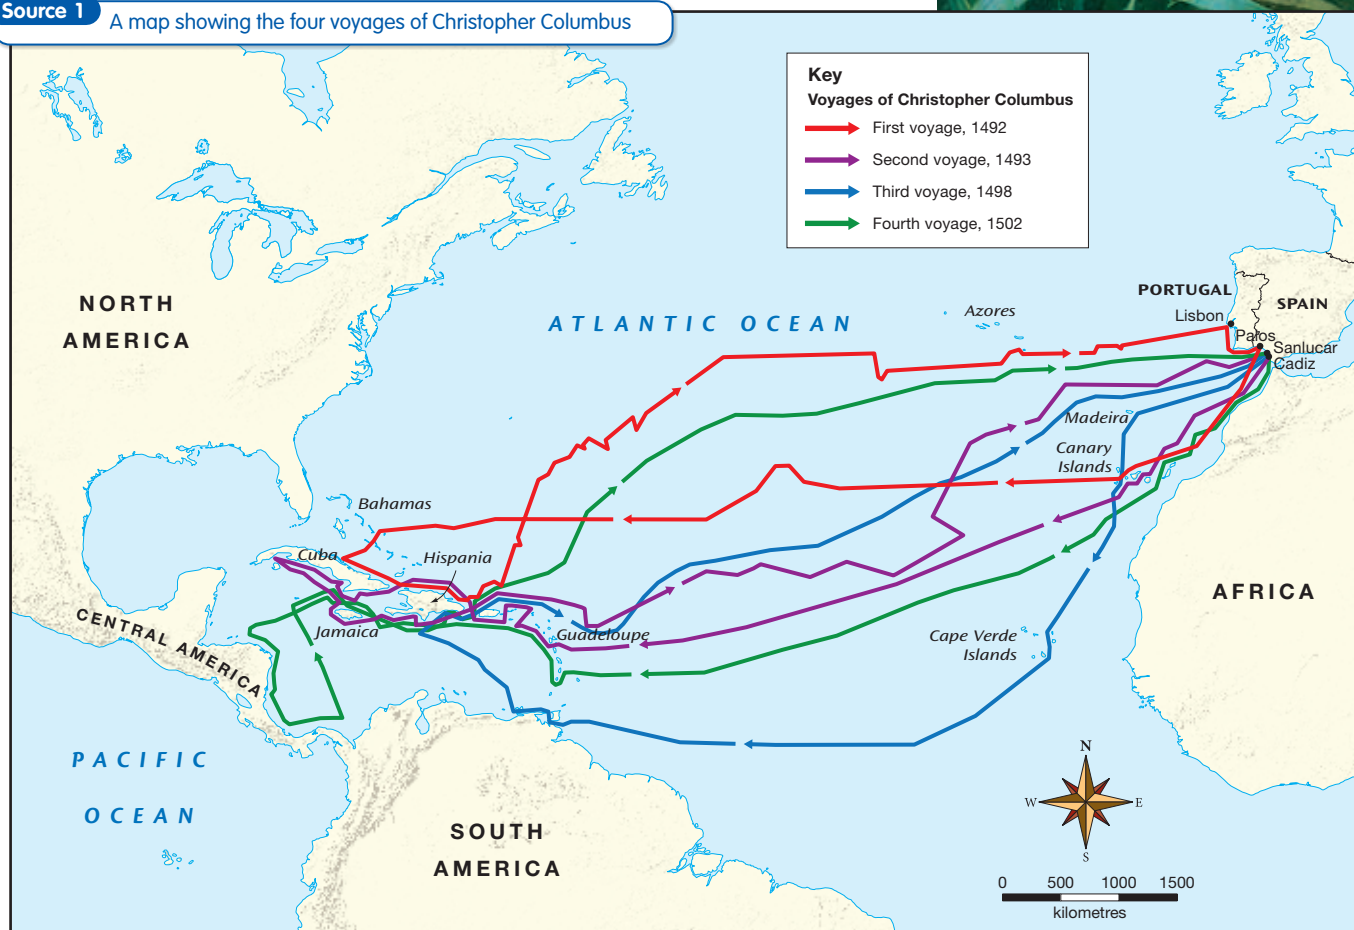 Source 1
A map showing the four voyages of Christopher Columbus
Key
Voyages of Christopher Columbus
First voyage, 1492
Second voyage, 1493
Third voyage, 1498
Fourth voyage, 1502
NORTH
AMERICA
ATLANTIC OCEAN
Azores
PORTUGAL
SPAIN
Lisbon
Palos
Sanlucar
Cadiz
Madeira
Canary
Islands
Bahamas
Cuba
Hispania
Jamaica
Guadeloupe
CENTRAL AMERICA
Cape Verde
Islands
AFRICA
PACIFIC
OCEAN
SOUTH
AMERICA
N
W
E
S
0 500 1000 1500
kilometres